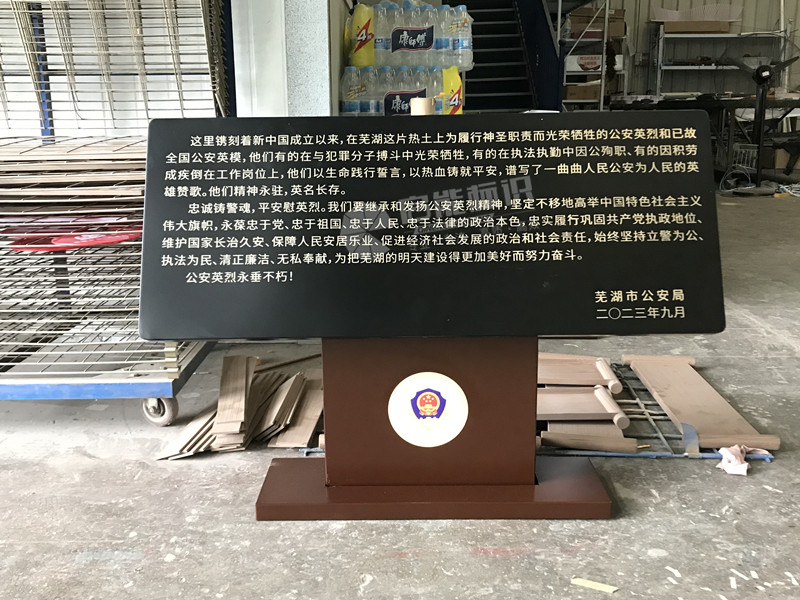 4
康师傅
这里镌刻着新中国成立以来，在芜湖这片热土上为履行神圣职责而光荣牺牲的公安英烈和已故
全国公安英模，他们有的在与犯罪分子搏斗中光荣牺牲，有的在执法执勤中因公殉职、有的因积劳
成疾倒在工作岗位上，他们以生命践行誓言，以热血铸就平安，谱写了一曲曲人民公安为人民的英
雄赞歌。他们精神永驻，英名长存。
忠诚铸警魂，平安慰英烈。我们要继承和发扬公安英烈精神，坚定不移地高举中国特色社会主义
伟大旗帜，永葆忠于党、忠于祖国、忠于人民、忠于法律的政治本色，忠实履行巩固共产党执政地位、
维护国家长治久安、保障人民安居乐业、促进经济社会发展的政治和社会责任，始终坚持立警为公、
执法为民、清正廉洁、无私奉献，为把芜湖的明天建设得更加美好而努力奋斗。
公安英烈永垂不朽！
芜湖市公安局
二〇二三年九月